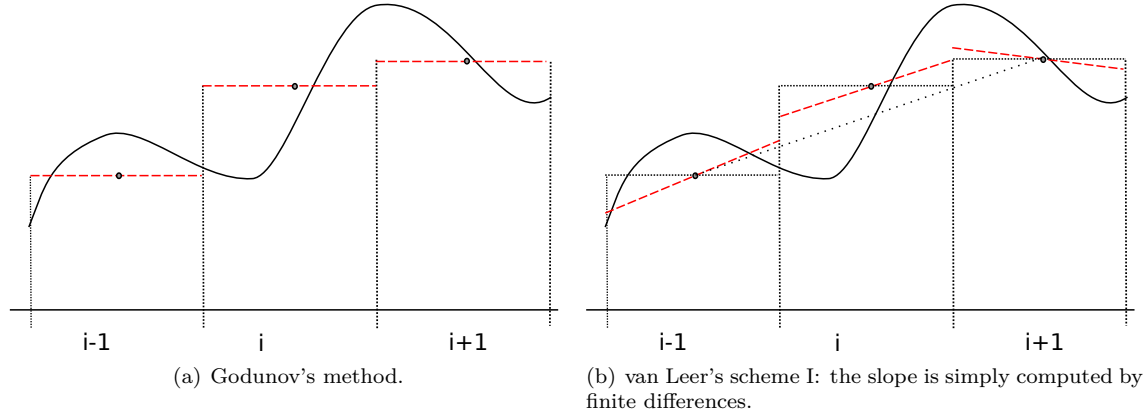 i-1 i i+1
(a) Godunov's method.
i-1 i i+1
(b) van Leer's scheme I: the slope is simply computed by
finite differences.